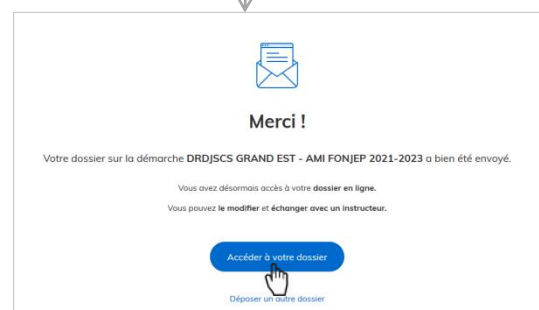 Merci !
Votre dossier sur la démarche DRDJSCS GRAND EST - AMI FONJEP 2021-2023 a bien été envoyé.
Vous avez désormais accès à votre dossier en ligne.
Vous pouvez le modifier et échanger avec un instructeur.
Accéder à votre dossier
Déposer un autre dossier